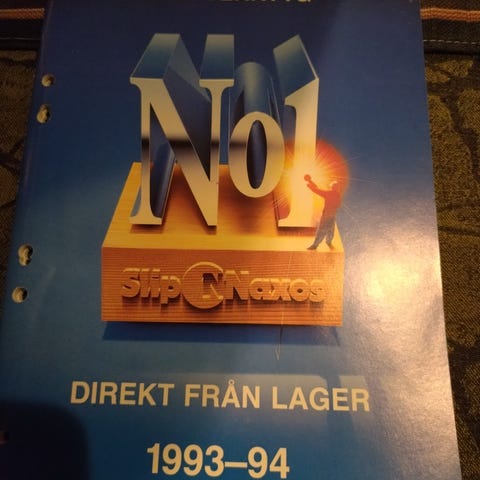 No1
Slip Naxos
DIREKT FRÅN LAGER
1993–94